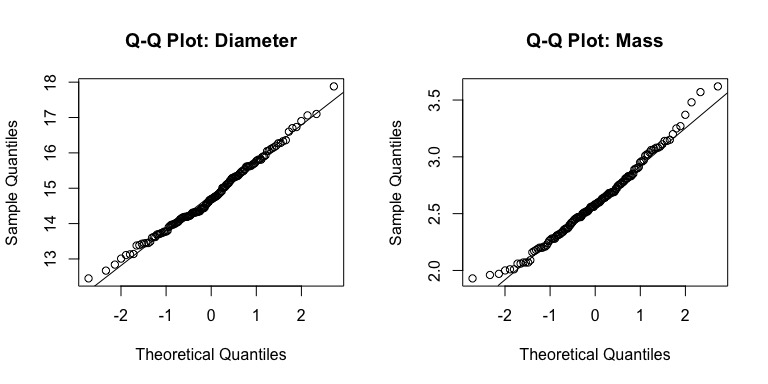 Q-Q Plot: Diameter
Sample Quantiles
18
17
16
15
14
13
-2 -1 0 1 2
Theoretical Quantiles
Q-Q Plot: Mass
Sample Quantiles
3.5
3.0
2.5
2.0
-2 -1 0 1 2
Theoretical Quantiles